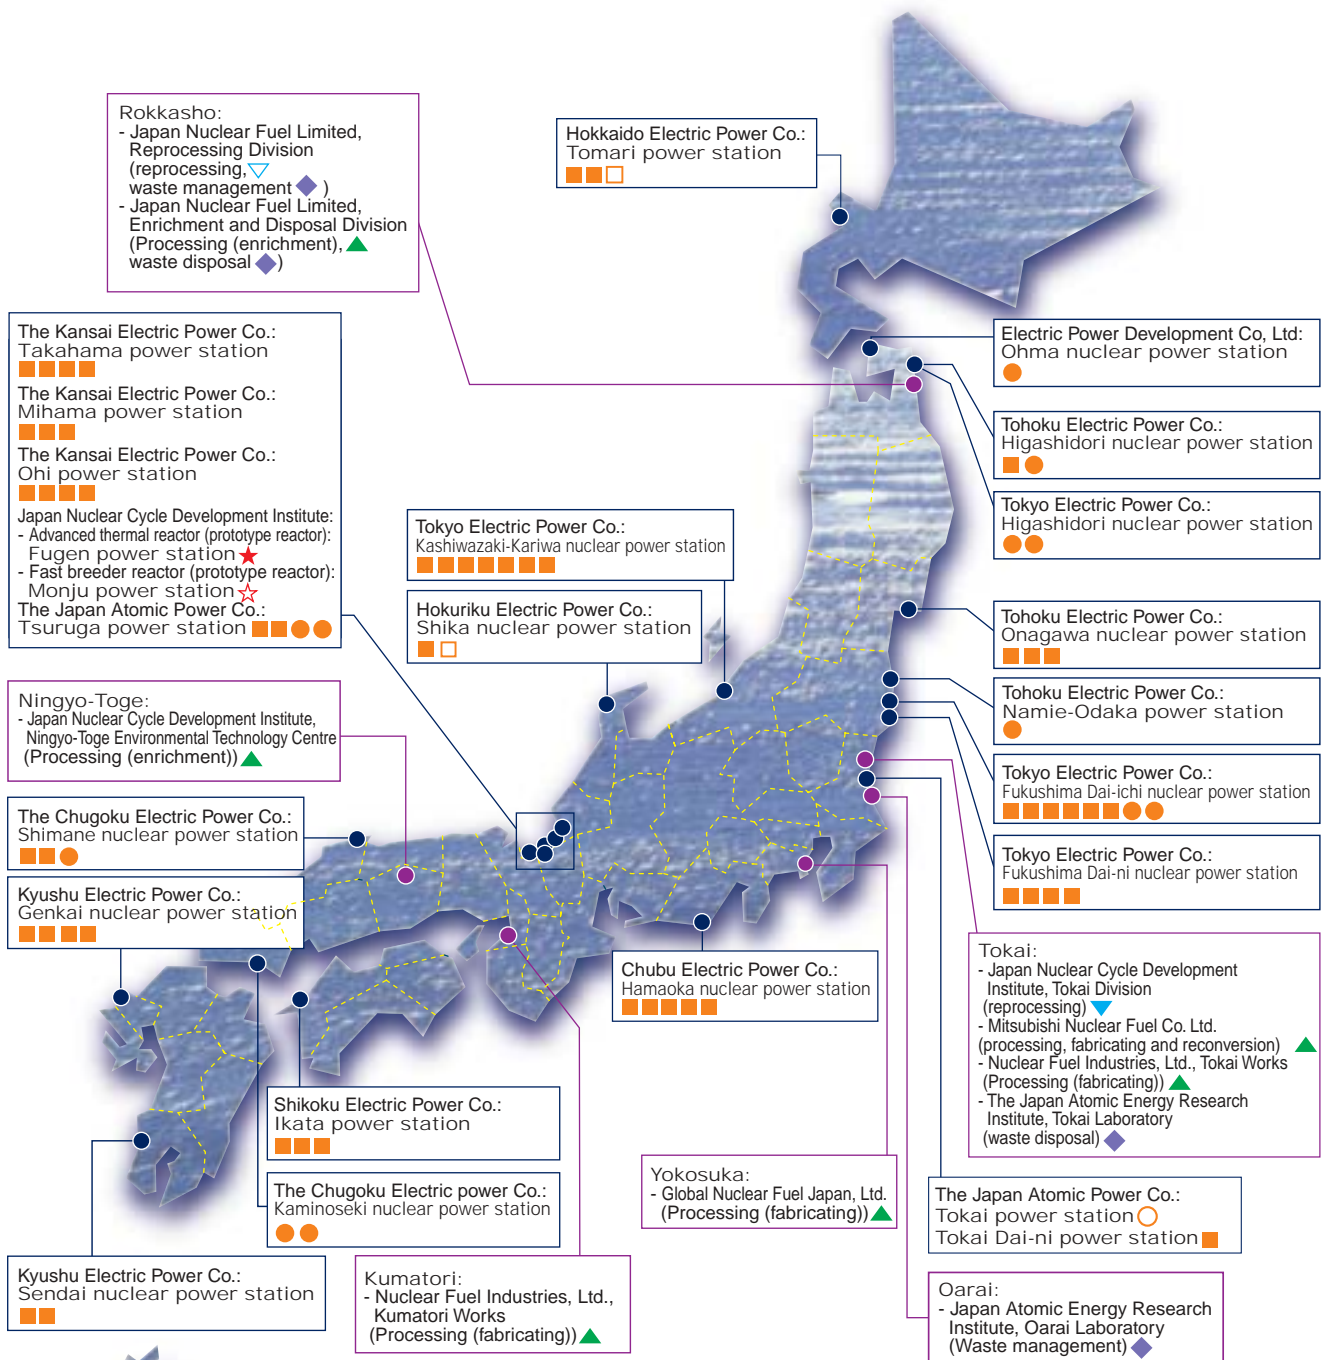 Rokkasho:
- Japan Nuclear Fuel Limited,
Reprocessing Division
(reprocessing,
waste management )
- Japan Nuclear Fuel Limited,
Enrichment and Disposal Division
(Processing (enrichment),
waste disposal )
Hokkaido Electric Power Co.:
Tomari power station
The Kansai Electric Power Co.:
Takahama power station
The Kansai Electric Power Co.:
Mihama power station
The Kansai Electric Power Co.:
Ohi power station
Japan Nuclear Cycle Development Institute:
- Advanced thermal reactor (prototype reactor):
Fugen power station
- Fast breeder reactor (prototype reactor):
Monju power station
The Japan Atomic Power Co.:
Tsuruga power station
Electric Power Development Co, Ltd:
Ohma nuclear power station
Tohoku Electric Power Co.:
Higashidori nuclear power station
Tokyo Electric Power Co.:
Higashidori nuclear power station
Tokyo Electric Power Co.:
Kashiwazaki-Kariwa nuclear power station
Hokuriku Electric Power Co.:
Shika nuclear power station
Tohoku Electric Power Co.:
Onagawa nuclear power station
Tohoku Electric Power Co.:
Namie-Odaka power station
Ningyo-Toge:
- Japan Nuclear Cycle Development Institute,
Ningyo-Toge Environmental Technology Centre
(Processing (enrichment))
Tokyo Electric Power Co.:
Fukushima Dai-ichi nuclear power station
The Chugoku Electric Power Co.:
Shimane nuclear power station
Tokyo Electric Power Co.:
Fukushima Dai-ni nuclear power station
Kyushu Electric Power Co.:
Genkai nuclear power station
Chubu Electric Power Co.:
Hamaoka nuclear power station
Tokai:
- Japan Nuclear Cycle Development
Institute, Tokai Division
(reprocessing)
- Mitsubishi Nuclear Fuel Co. Ltd.
(processing, fabricating and reconversion)
- Nuclear Fuel Industries, Ltd., Tokai Works
(Processing (fabricating))
- The Japan Atomic Energy Research
Institute, Tokai Laboratory
(waste disposal)
Shikoku Electric Power Co.:
Ikata power station
The Chugoku Electric power Co.:
Kaminoseki nuclear power station
Yokosuka:
- Global Nuclear Fuel Japan, Ltd.
(Processing (fabricating))
The Japan Atomic Power Co.:
Tokai power station
Tokai Dai-ni power station
Kyushu Electric Power Co.:
Sendai nuclear power station
Kumatori:
- Nuclear Fuel Industries, Ltd.,
Kumatori Works
(Processing (fabricating))
Oarai:
- Japan Atomic Energy Research
Institute, Oarai Laboratory
(Waste management)